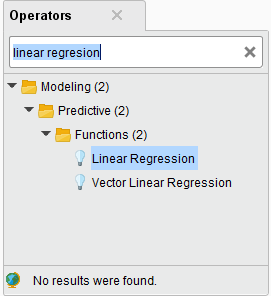 Operators
linear regresion
Modeling (2)
Predictive (2)
Functions (2)
Linear Regression
Vector Linear Regression
No results were found.